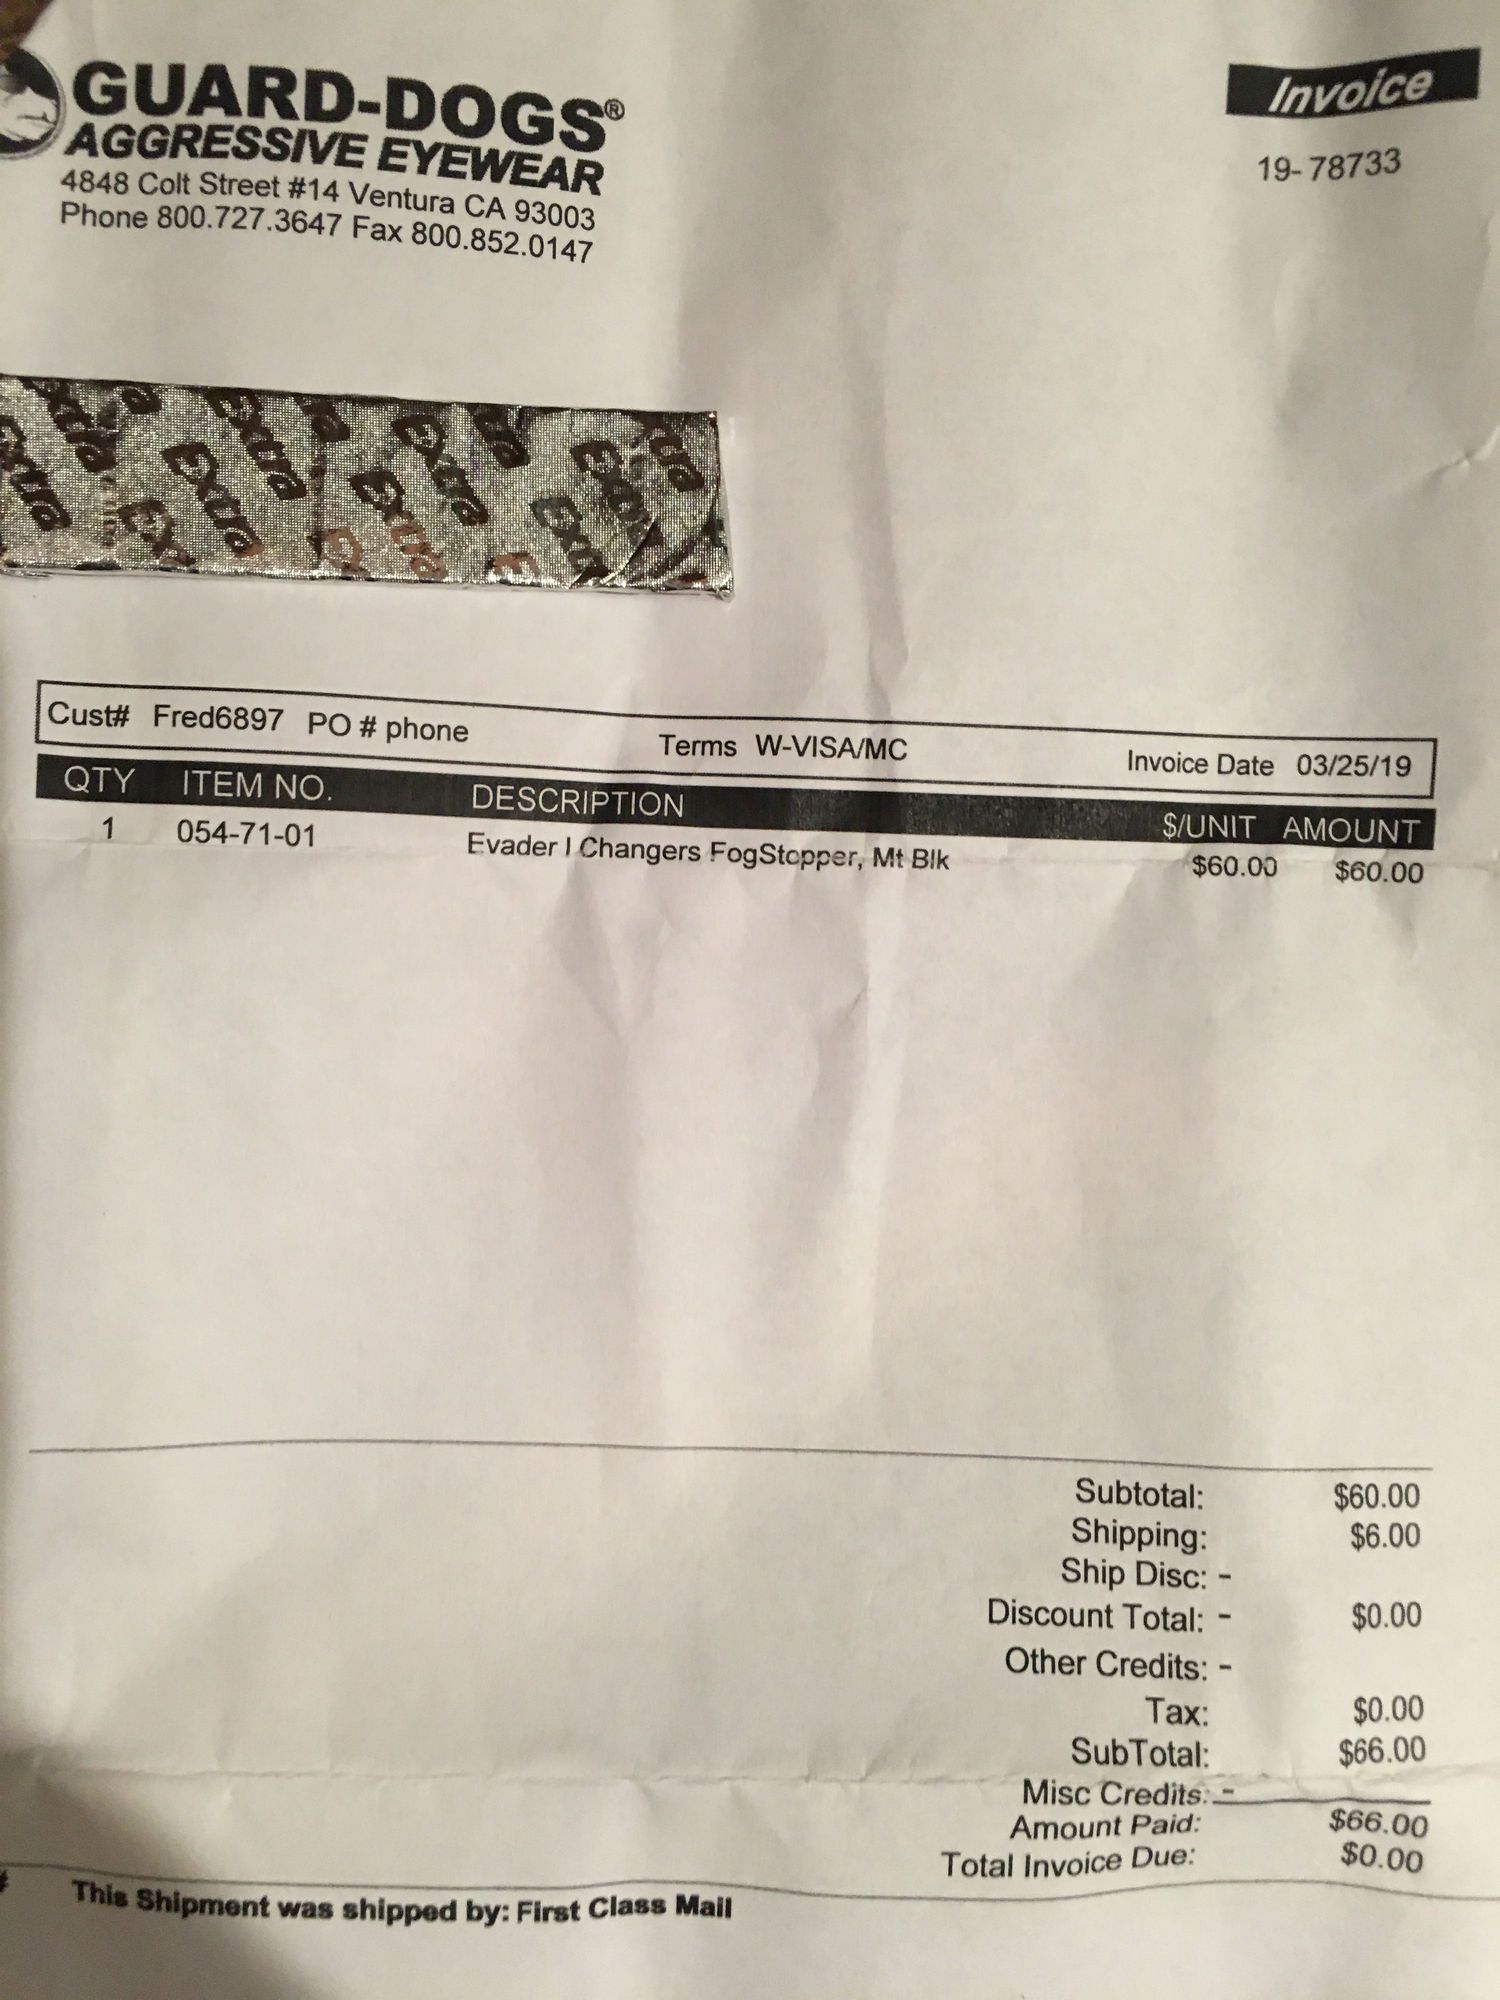 GUARD-DOGS®
AGGRESSIVE EYEWEAR
4848 Colt Street #14 Ventura CA 93003
Phone 800.727.3647 Fax 800.852.0147
Invoice
19-78733
Extra Extra Extra Extra Extra Extra
Cust# Fred6897 PO # phone Terms W-VISA/MC Invoice Date 03/25/19
QTY ITEM NO. DESCRIPTION $/UNIT AMOUNT
1 054-71-01 Evader I Changers FogStopper, Mt Blk $60.00 $60.00
Subtotal: $60.00
Shipping: $6.00
Ship Disc: -
Discount Total: - $0.00
Other Credits: -
Tax: $0.00
SubTotal: $66.00
Misc Credits: -
Amount Paid: $66.00
Total Invoice Due: $0.00
This Shipment was shipped by: First Class Mail